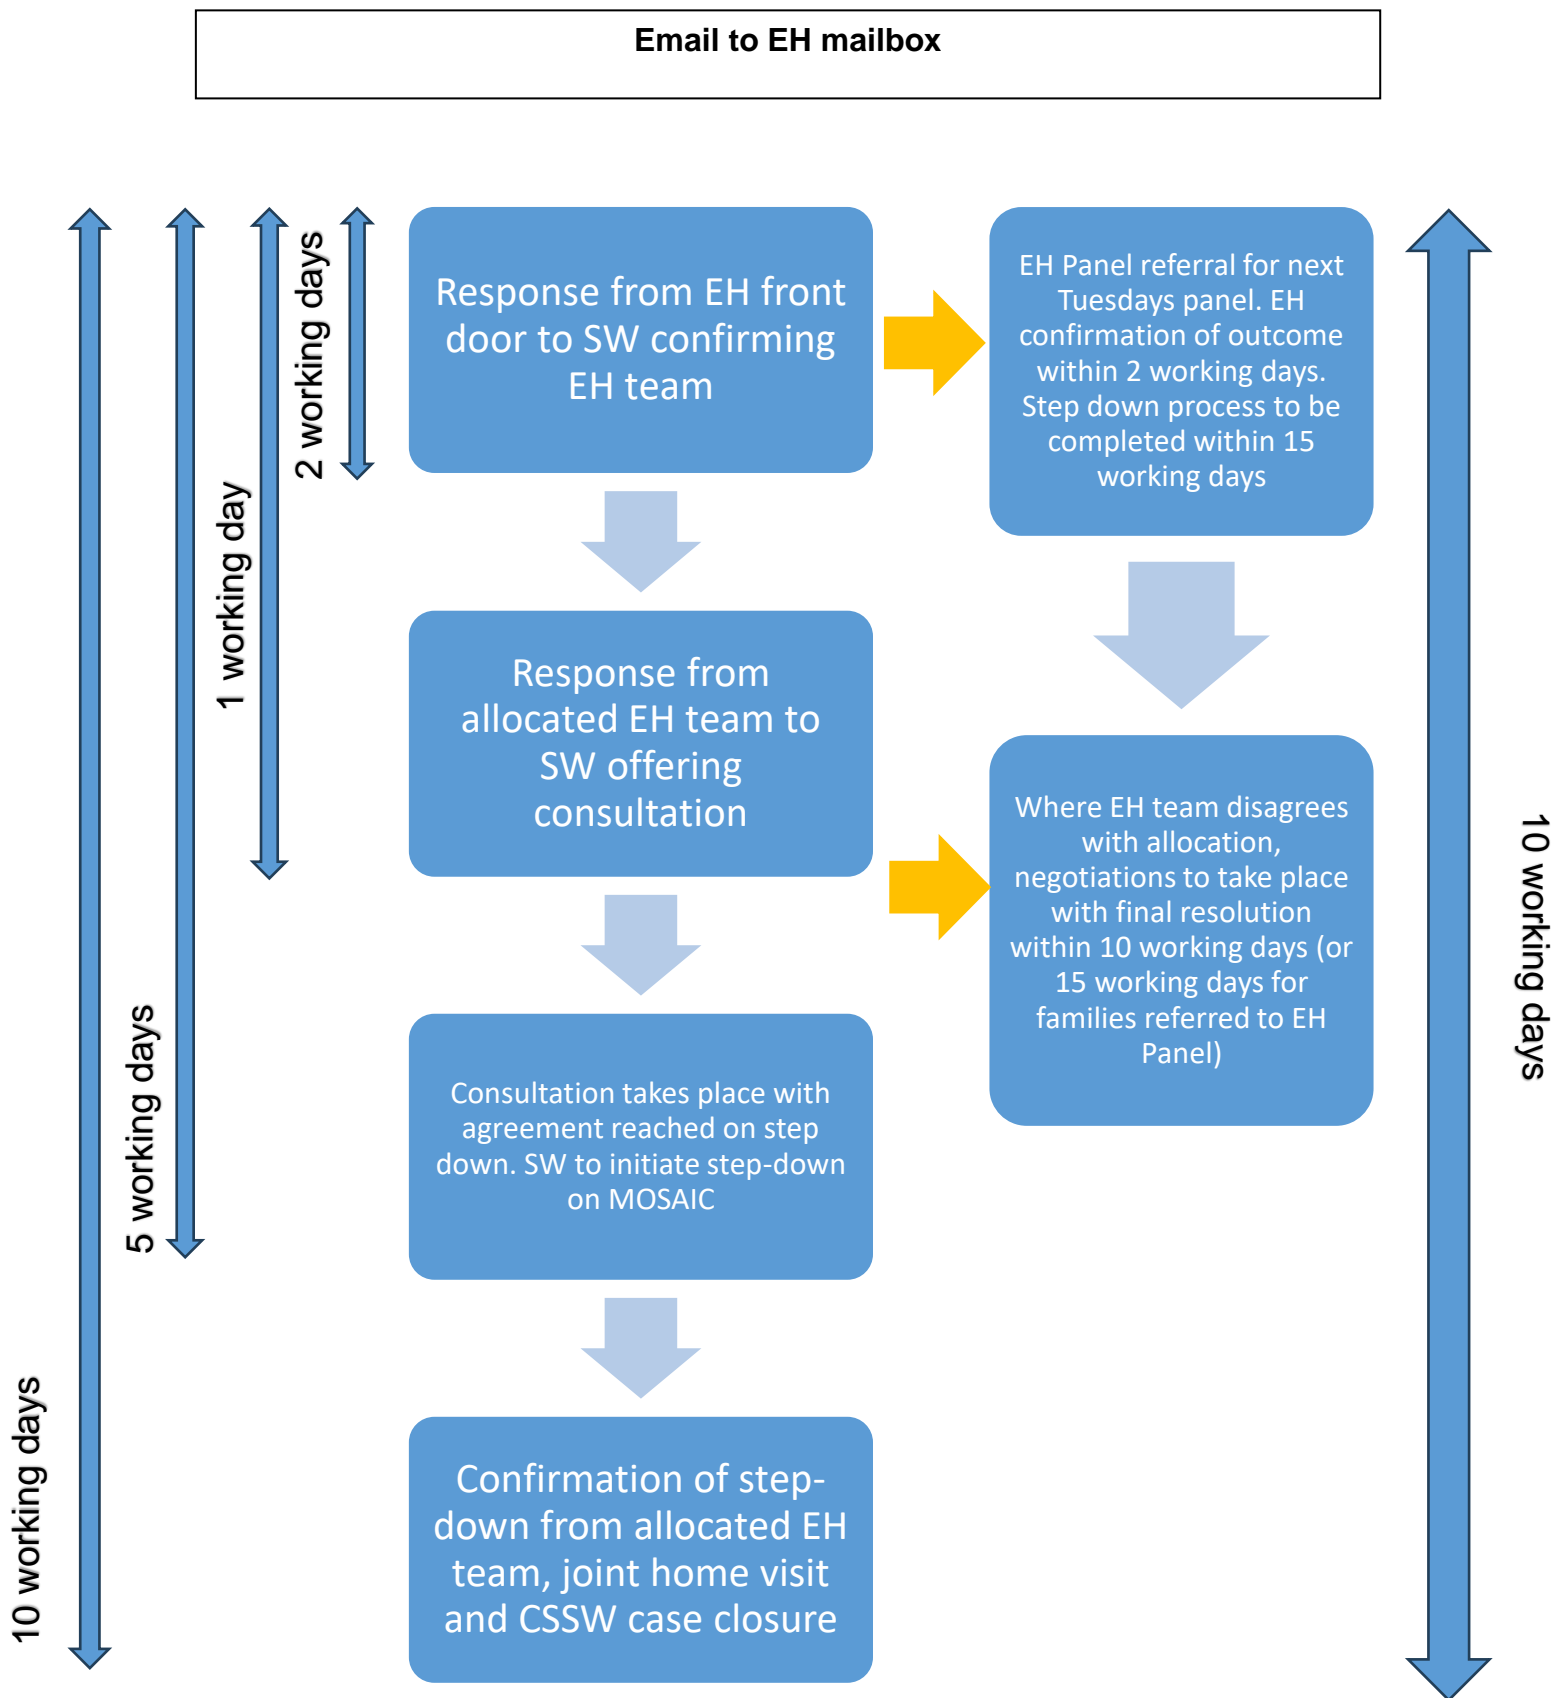 Email to EH mailbox
2 working days
1 working day
5 working days
10 working days
Response from EH front
door to SW confirming
EH team
EH Panel referral for next
Tuesdays panel. EH
confirmation of outcome
within 2 working days.
Step down process to be
completed within 15
working days
Response from
allocated EH team to
SW offering
consultation
Where EH team disagrees
with allocation,
negotiations to take place
with final resolution
within 10 working days (or
15 working days for
families referred to EH
Panel)
Consultation takes place with
agreement reached on step
down. SW to initiate step-down
on MOSAIC
Confirmation of step-
down from allocated EH
team, joint home visit
and CSSW case closure
10 working days